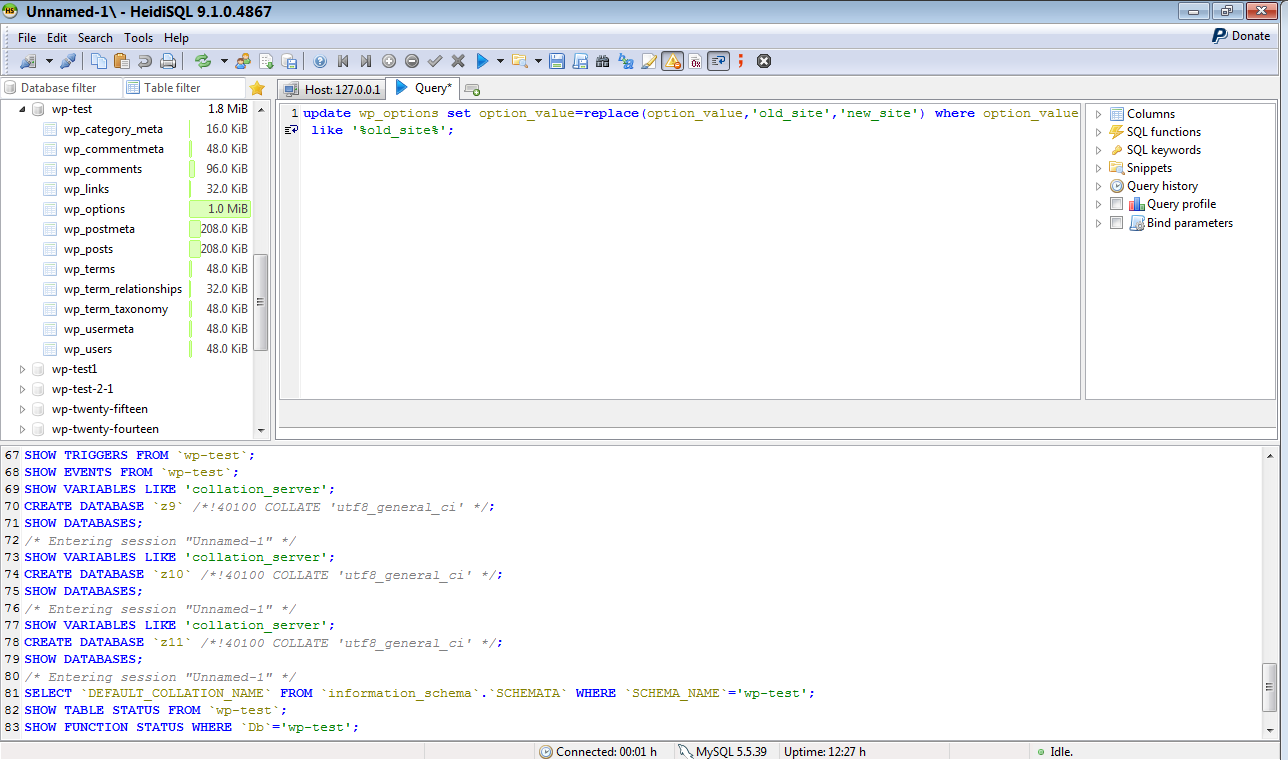 Unnamed-1\ - HeidiSQL 9.1.0.4867
File Edit Search Tools Help
Donate
Database filter
Table filter
Host: 127.0.0.1
Query*
wp-test 1.8 MiB
wp_category_meta 16.0 KiB
wp_commentmeta 48.0 KiB
wp_comments 96.0 KiB
wp_links 32.0 KiB
wp_options 1.0 MiB
wp_postmeta 208.0 KiB
wp_posts 208.0 KiB
wp_terms 48.0 KiB
wp_term_relationships 32.0 KiB
wp_term_taxonomy 48.0 KiB
wp_usermeta 48.0 KiB
wp_users 48.0 KiB
wp-test1
wp-test-2-1
wp-twenty-fifteen
wp-twenty-fourteen
1 update wp_options set option_value=replace(option_value,'old_site','new_site') where option_value
like '%old_site%';
Columns
SQL functions
SQL keywords
Snippets
Query history
Query profile
Bind parameters
67 SHOW TRIGGERS FROM `wp-test`;
68 SHOW EVENTS FROM `wp-test`;
69 SHOW VARIABLES LIKE 'collation_server';
70 CREATE DATABASE `z9` /*!40100 COLLATE 'utf8_general_ci' */;
71 SHOW DATABASES;
72 /* Entering session "Unnamed-1" */
73 SHOW VARIABLES LIKE 'collation_server';
74 CREATE DATABASE `z10` /*!40100 COLLATE 'utf8_general_ci' */;
75 SHOW DATABASES;
76 /* Entering session "Unnamed-1" */
77 SHOW VARIABLES LIKE 'collation_server';
78 CREATE DATABASE `z11` /*!40100 COLLATE 'utf8_general_ci' */;
79 SHOW DATABASES;
80 /* Entering session "Unnamed-1" */
81 SELECT `DEFAULT_COLLATION_NAME` FROM `information_schema`.`SCHEMATA` WHERE `SCHEMA_NAME`='wp-test';
82 SHOW TABLE STATUS FROM `wp-test`;
83 SHOW FUNCTION STATUS WHERE `Db`='wp-test';
Connected: 00:01 h
MySQL 5.5.39
Uptime: 12:27 h
Idle.